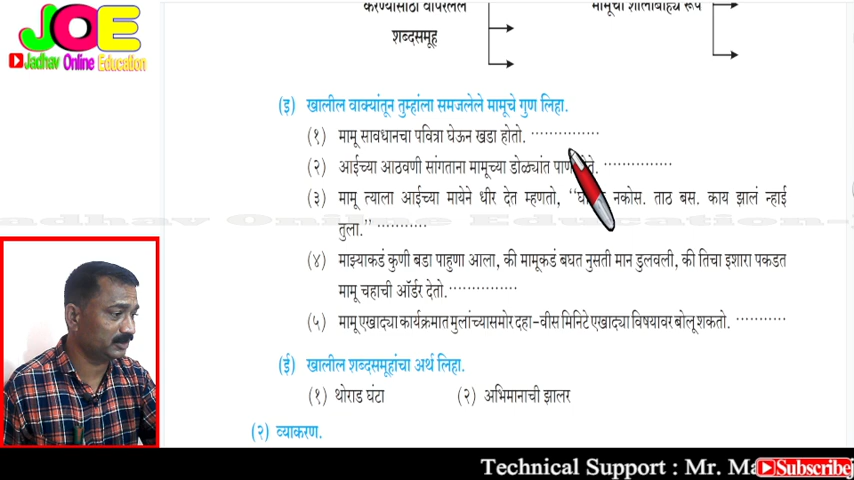 JOE
Jadhav Online Education
करण्यासाठी वापरलेले
शब्दसमूह
मामूची शालाबाह्य रूपे
(इ) खालील वाक्यांतून तुम्हांला समजलेले मामूचे गुण लिहा.
(१) मामू सावधानचा पवित्रा घेऊन खडा होतो. ...............
(२) आईच्या आठवणी सांगताना मामूच्या डोळ्यांत ...............
(३) मामू त्याला आईच्या मायेने धीर देत म्हणतो, ‘‘ नकोस. ताठ बस. काय झालं न्हाई
तुला.’’ ...........
(४) माझ्याकडं कुणी बडा पाहुणा आला, की मामूकडं बघत नुसती मान डुलवली, की तिचा इशारा पकडत
मामू चहाची ऑर्डर देतो...............
(५) मामू एखाद्या कार्यक्रमात मुलांच्यासमोर दहा-वीस मिनिटे एखाद्या विषयावर बोलू शकतो. ...........
(ई) खालील शब्दसमूहांचा अर्थ लिहा.
(१) थोराड घंटा (२) अभिमानाची झालर
(२) व्याकरण.
Technical Support : Mr. Subscribe